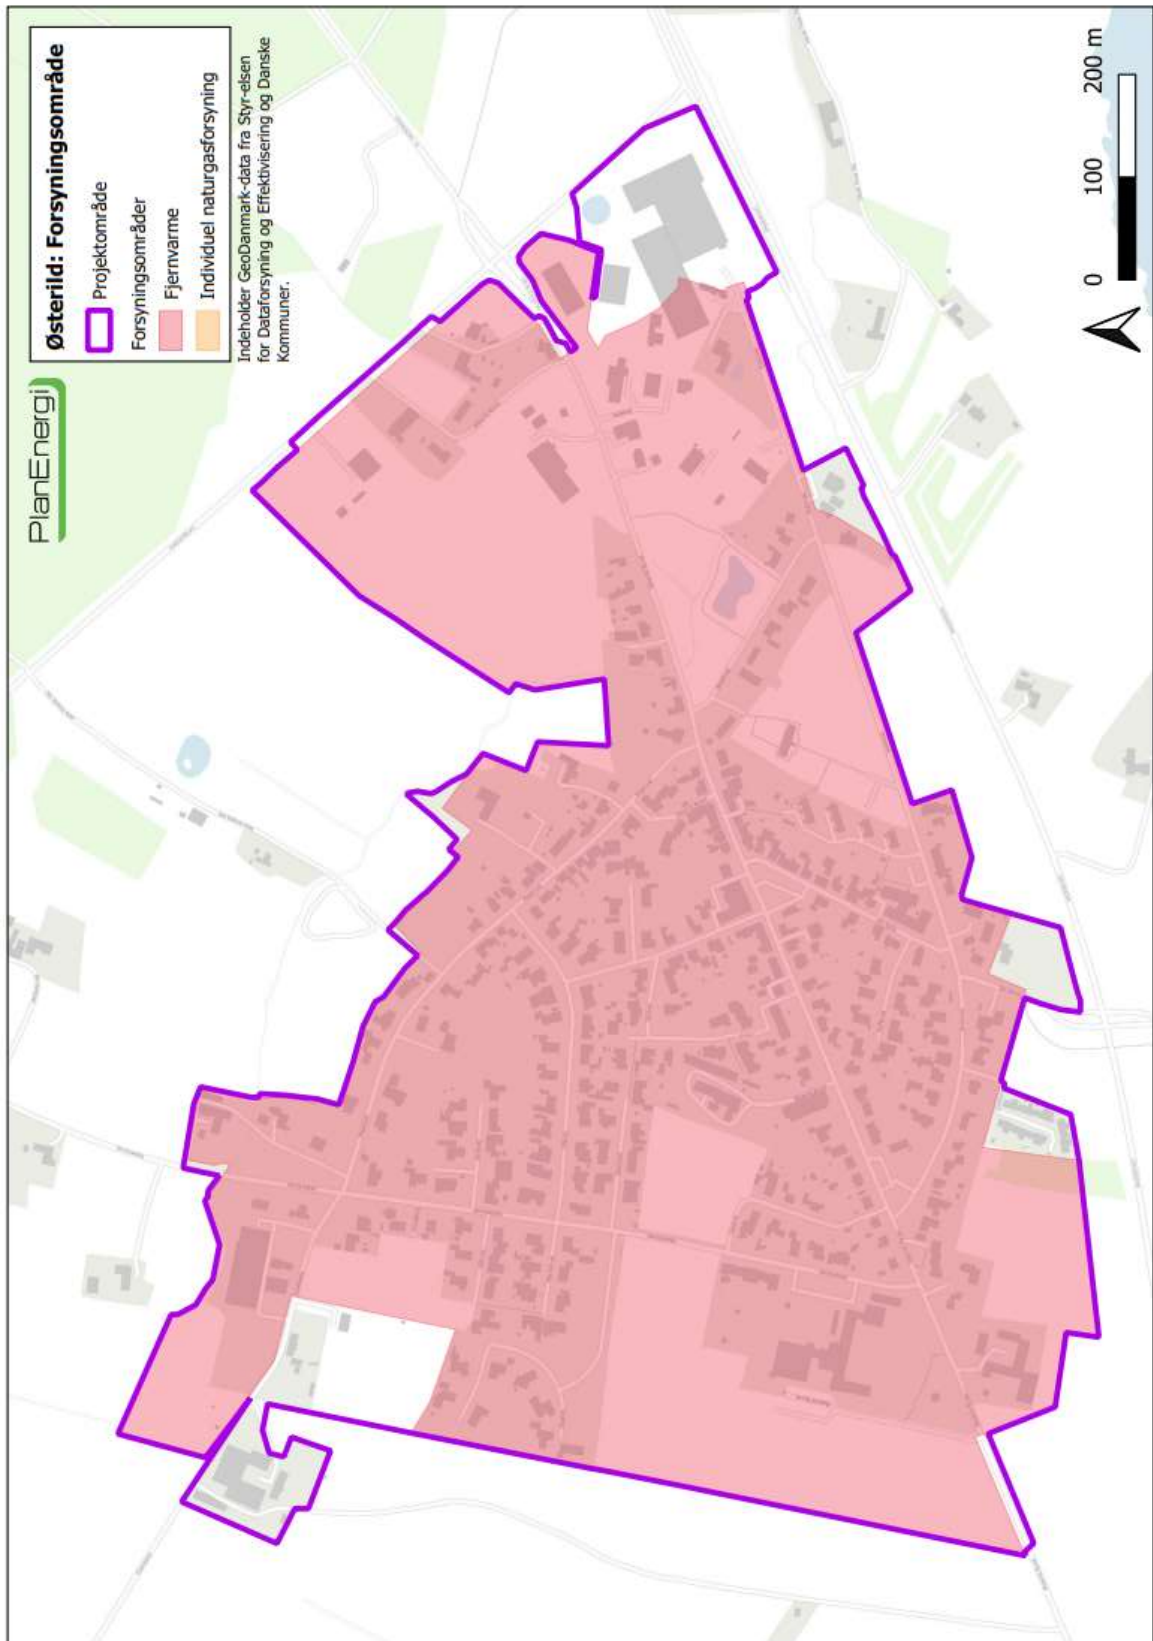 PlanEnergi
Østerild: Forsyningsområde
Projektområde
Forsyningsområder
Fjernvarme
Individuel naturgasforsyning
Indeholder GeoDanmark-data fra Styr-elsen
for Dataforsyning og Effektivisering og Danske
Kommuner.
0 100 200 m